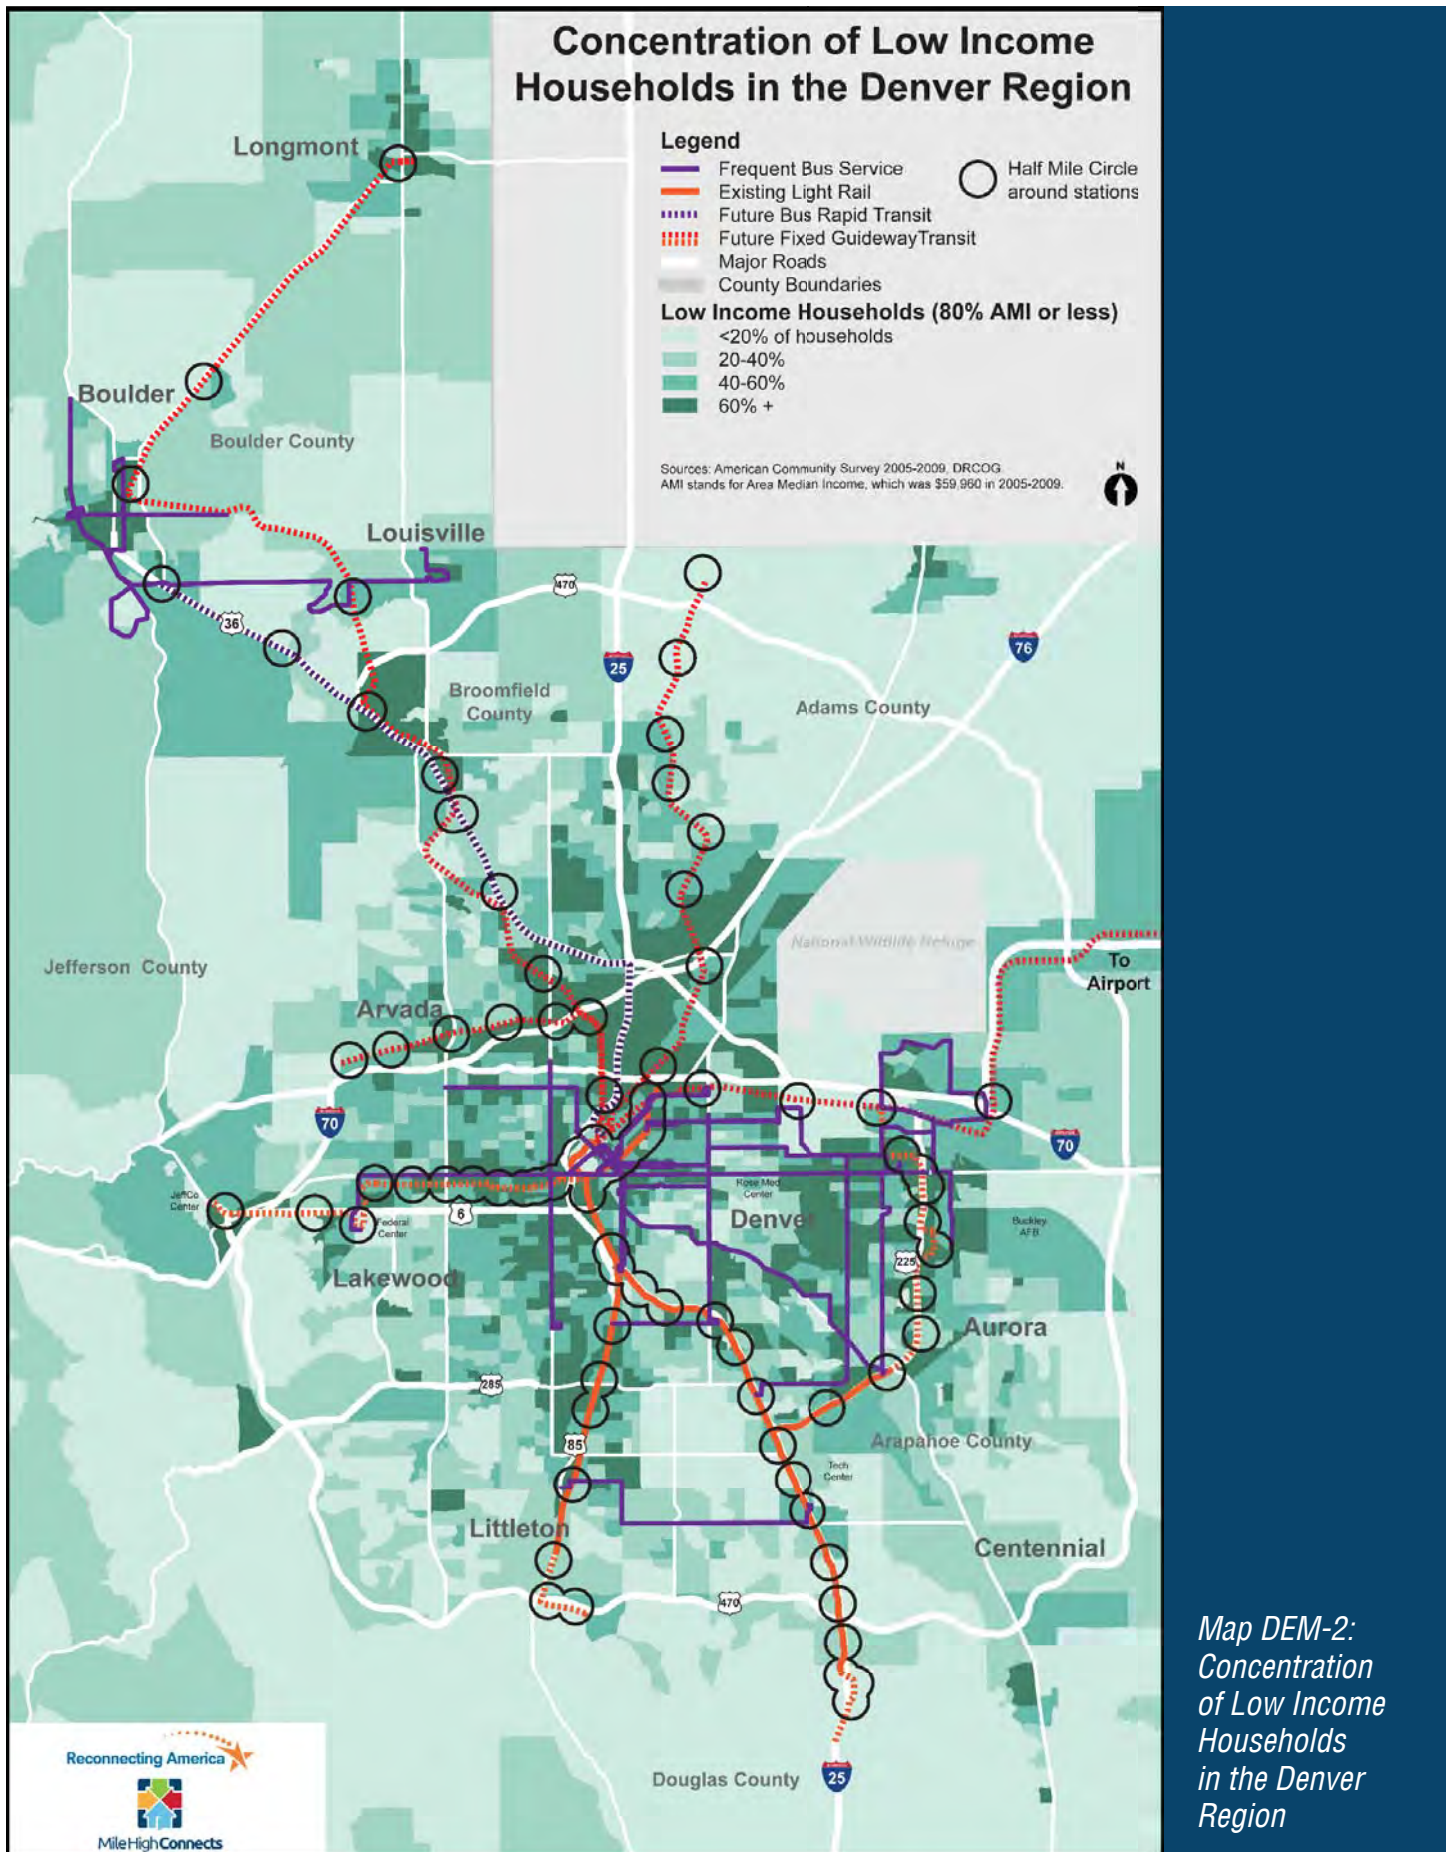 Concentration of Low Income
Households in the Denver Region
Legend
Frequent Bus Service
Existing Light Rail
Future Bus Rapid Transit
Future Fixed GuidewayTransit
Major Roads
County Boundaries
Half Mile Circle
around stations
Low Income Households (80% AMI or less)
<20% of households
20-40%
40-60%
60% +
Sources: American Community Survey 2005-2009, DRCOG.
AMI stands for Area Median Income, which was $59,960 in 2005-2009.
N
Longmont
Boulder
Boulder County
Louisville
470
36
25
76
Broomfield
County
Adams County
National Wildlife Refuge
To
Airport
Jefferson County
Arvada
70
70
JeffCo
Center
Federal
Center
6
Rose Med
Center
Denver
Buckley
AFB
225
Lakewood
Aurora
285
85
Arapahoe County
Tech
Center
Littleton
Centennial
470
Douglas County
25
Reconnecting America
MileHighConnects
Map DEM-2:
Concentration
of Low Income
Households
in the Denver
Region